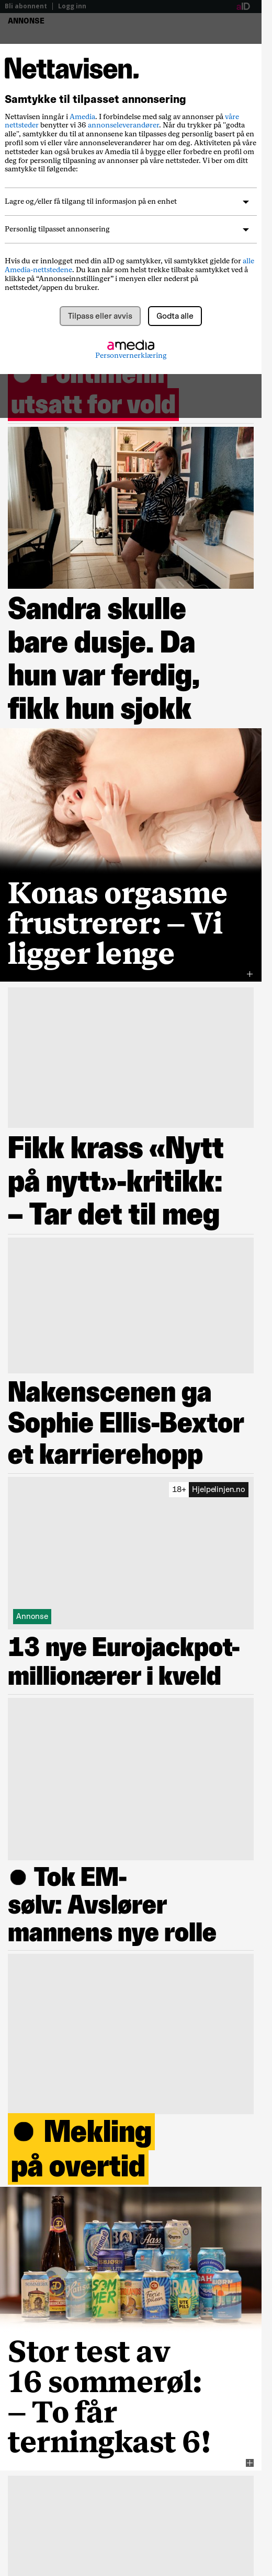 Bli abonnent | Logg inn
aID
ANNONSE
Nettavisen.
Samtykke til tilpasset annonsering
Nettavisen inngår i Amedia. I forbindelse med salg av annonser på våre
nettsteder benytter vi 36 annonseleverandører. Når du trykker på "godta
alle", samtykker du til at annonsene kan tilpasses deg personlig basert på en
profil som vi eller våre annonseleverandører har om deg. Aktiviteten på våre
nettsteder kan også brukes av Amedia til å bygge eller forbedre en profil om
deg for personlig tilpasning av annonser på våre nettsteder. Vi ber om ditt
samtykke til følgende:
Lagre og/eller få tilgang til informasjon på en enhet
Personlig tilpasset annonsering
Hvis du er innlogget med din aID og samtykker, vil samtykket gjelde for alle
Amedia-nettstedene. Du kan når som helst trekke tilbake samtykket ved å
klikke på “Annonseinnstillinger” i menyen eller nederst på
nettstedet/appen du bruker.
Tilpass eller avvis
Godta alle
amedia
Personvernerklæring
utsatt for vold
Sandra skulle
bare dusje. Da
hun var ferdig,
fikk hun sjokk
Konas orgasme
frustrerer: – Vi
ligger lenge
Fikk krass «Nytt
på nytt»-kritikk:
– Tar det til meg
Nakenscenen ga
Sophie Ellis-Bextor
et karrierehopp
18+ Hjelpelinjen.no
Annonse
13 nye Eurojackpot-
millionærer i kveld
● Tok EM-
sølv: Avslører
mannens nye rolle
● Mekling
på overtid
Stor test av
16 sommerøl:
– To får
terningkast 6!